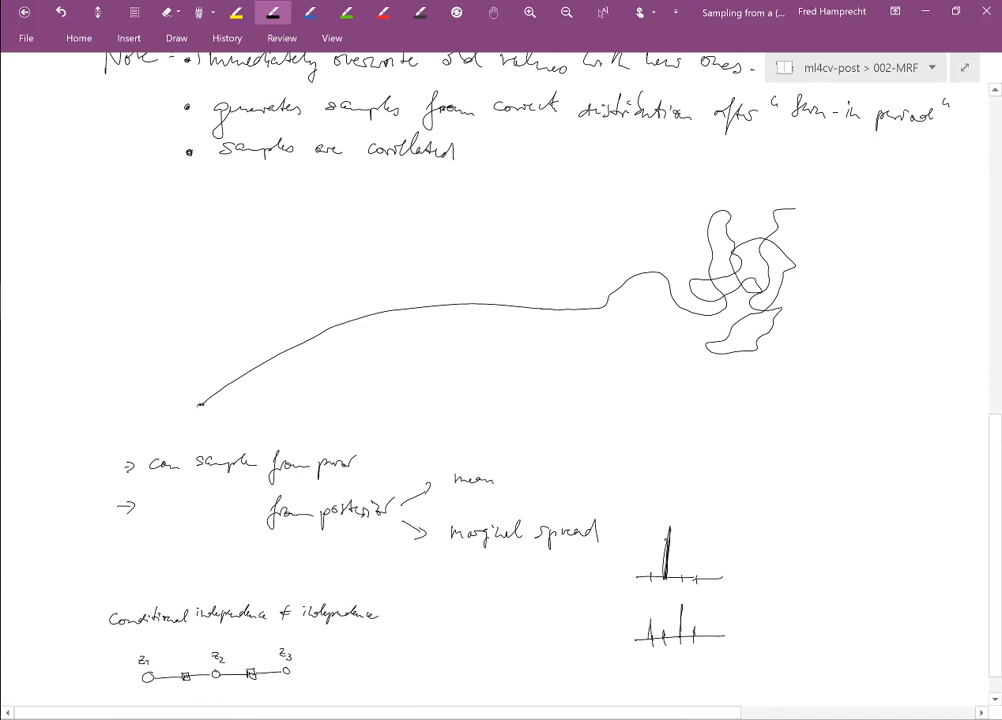 Sampling from a (... Fred Hamprecht
File Home Insert Draw History Review View
Note - • immediately overwrite old values with new ones.
ml4cv-post > 002-MRF
• generates samples from correct distribution after "burn-in period"
• samples are correlated
⇒ can sample from prior
mean
→ from posterior
marginal spread
Conditional independence ≠ independence
z1 z2 z3